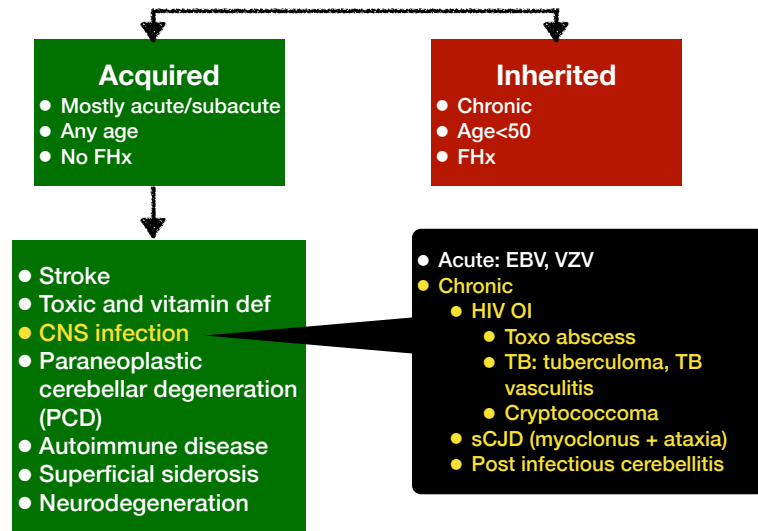 Acquired
Mostly acute/subacute
Any age
No FHx
Inherited
Chronic
Age<50
FHx
Stroke
Toxic and vitamin def
CNS infection
Paraneoplastic
cerebellar degeneration
(PCD)
Autoimmune disease
Superficial siderosis
Neurodegeneration
Acute: EBV, VZV
Chronic
HIV OI
Toxo abscess
TB: tuberculoma, TB
vasculitis
Cryptococcoma
sCJD (myoclonus + ataxia)
Post infectious cerebellitis